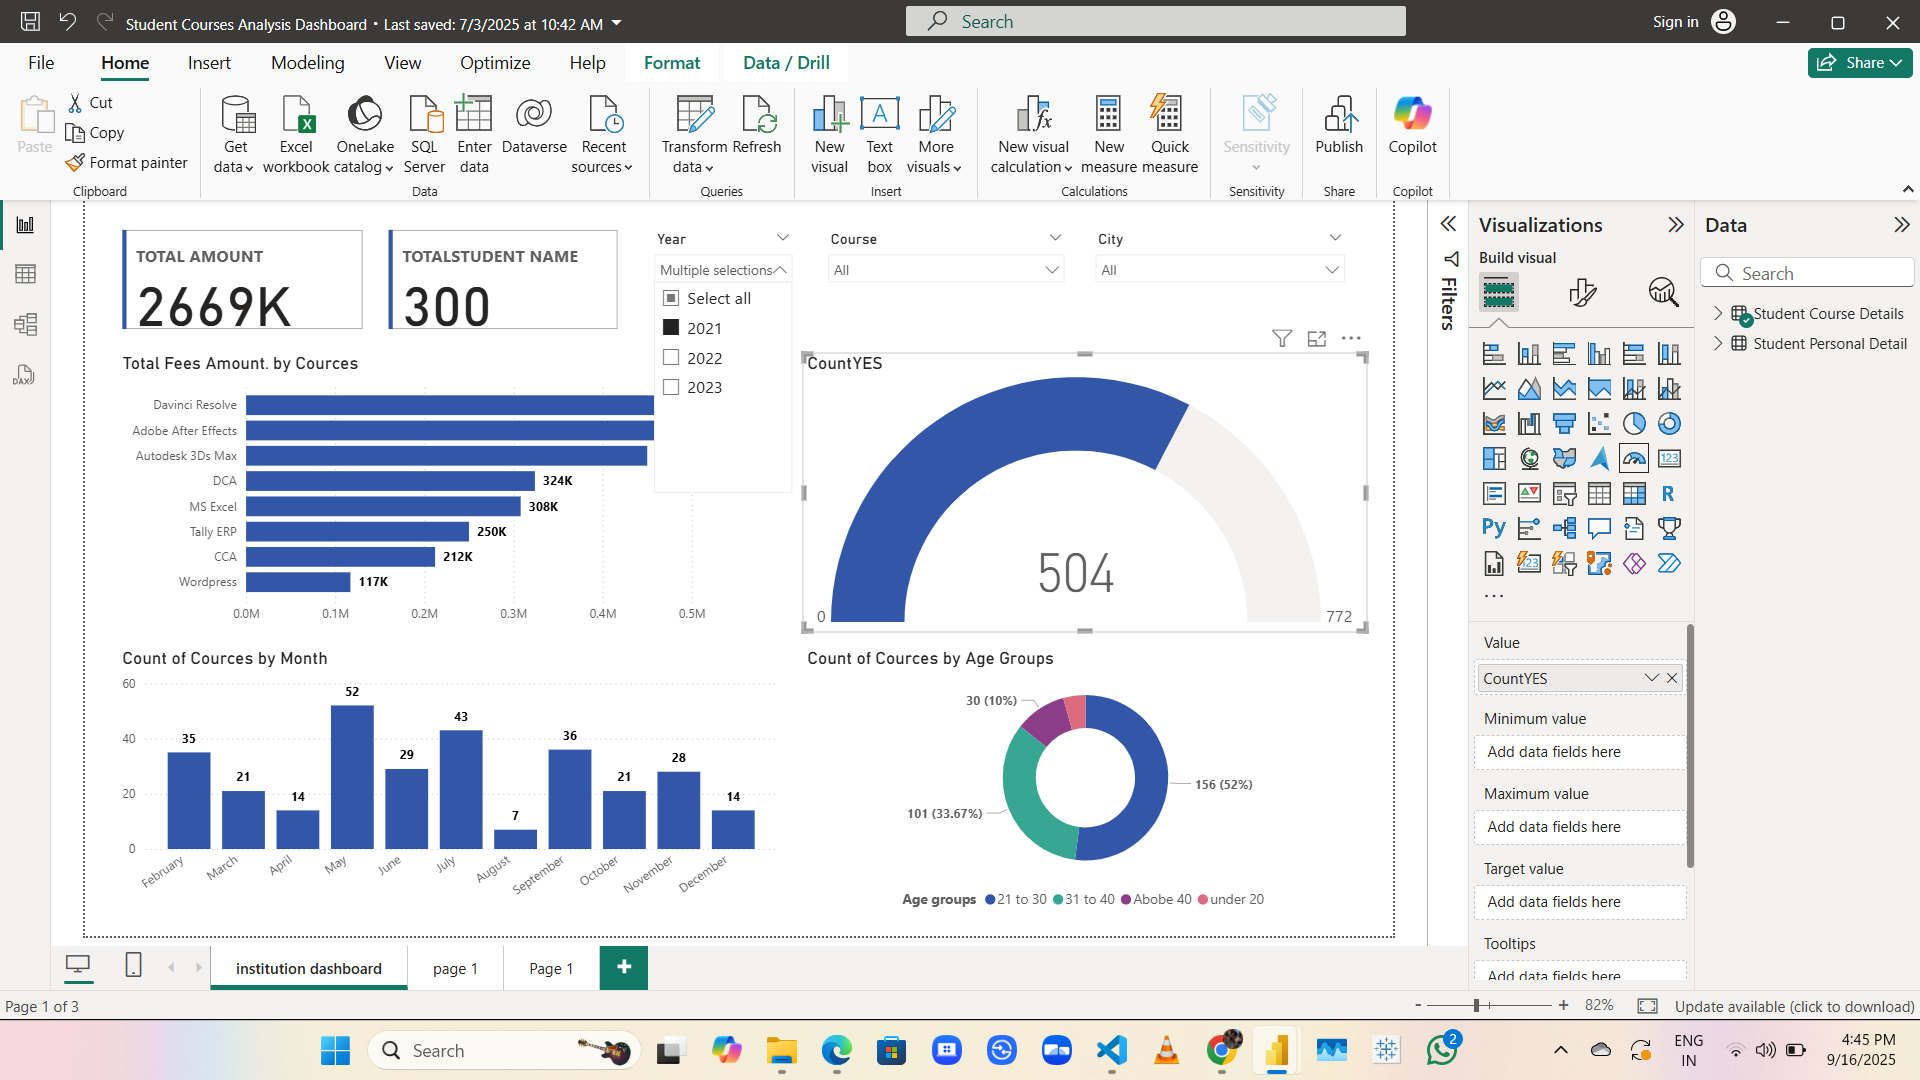 Student Courses Analysis Dashboard • Last saved: 7/3/2025 at 10:42 AM
Search
Sign in
File Home Insert Modeling View Optimize Help Format Data / Drill
Share
Paste
Cut
Copy
Format painter
Clipboard
Get data
Excel workbook
OneLake catalog
SQL Server
Enter data
Dataverse
Recent sources
Data
Transform data
Refresh
Queries
New visual
Text box
More visuals
Insert
New visual calculation
New measure
Quick measure
Calculations
Sensitivity
Sensitivity
Publish
Share
Copilot
Copilot
TOTAL AMOUNT
2669K
TOTALSTUDENT NAME
300
Year
Multiple selections
Select all
2021
2022
2023
Course
All
City
All
Total Fees Amount. by Cources
Davinci Resolve
Adobe After Effects
Autodesk 3Ds Max
DCA 324K
MS Excel 308K
Tally ERP 250K
CCA 212K
Wordpress 117K
0.0M 0.1M 0.2M 0.3M 0.4M 0.5M
CountYES
504
0
772
Count of Cources by Month
60
40
20
0
35
21
14
52
29
43
7
36
21
28
14
February March April May June July August September October November December
Count of Cources by Age Groups
30 (10%)
156 (52%)
101 (33.67%)
Age groups 21 to 30 31 to 40 Abobe 40 under 20
Filters
Visualizations
Build visual
123
R
Py
123
Value
CountYES
Minimum value
Add data fields here
Maximum value
Add data fields here
Target value
Add data fields here
Tooltips
Add data fields here
Data
Search
Student Course Details
Student Personal Detail
DAX
institution dashboard
page 1
Page 1
Page 1 of 3
- + 82%
Update available (click to download)
Search
2
ENG
IN
4:45 PM
9/16/2025